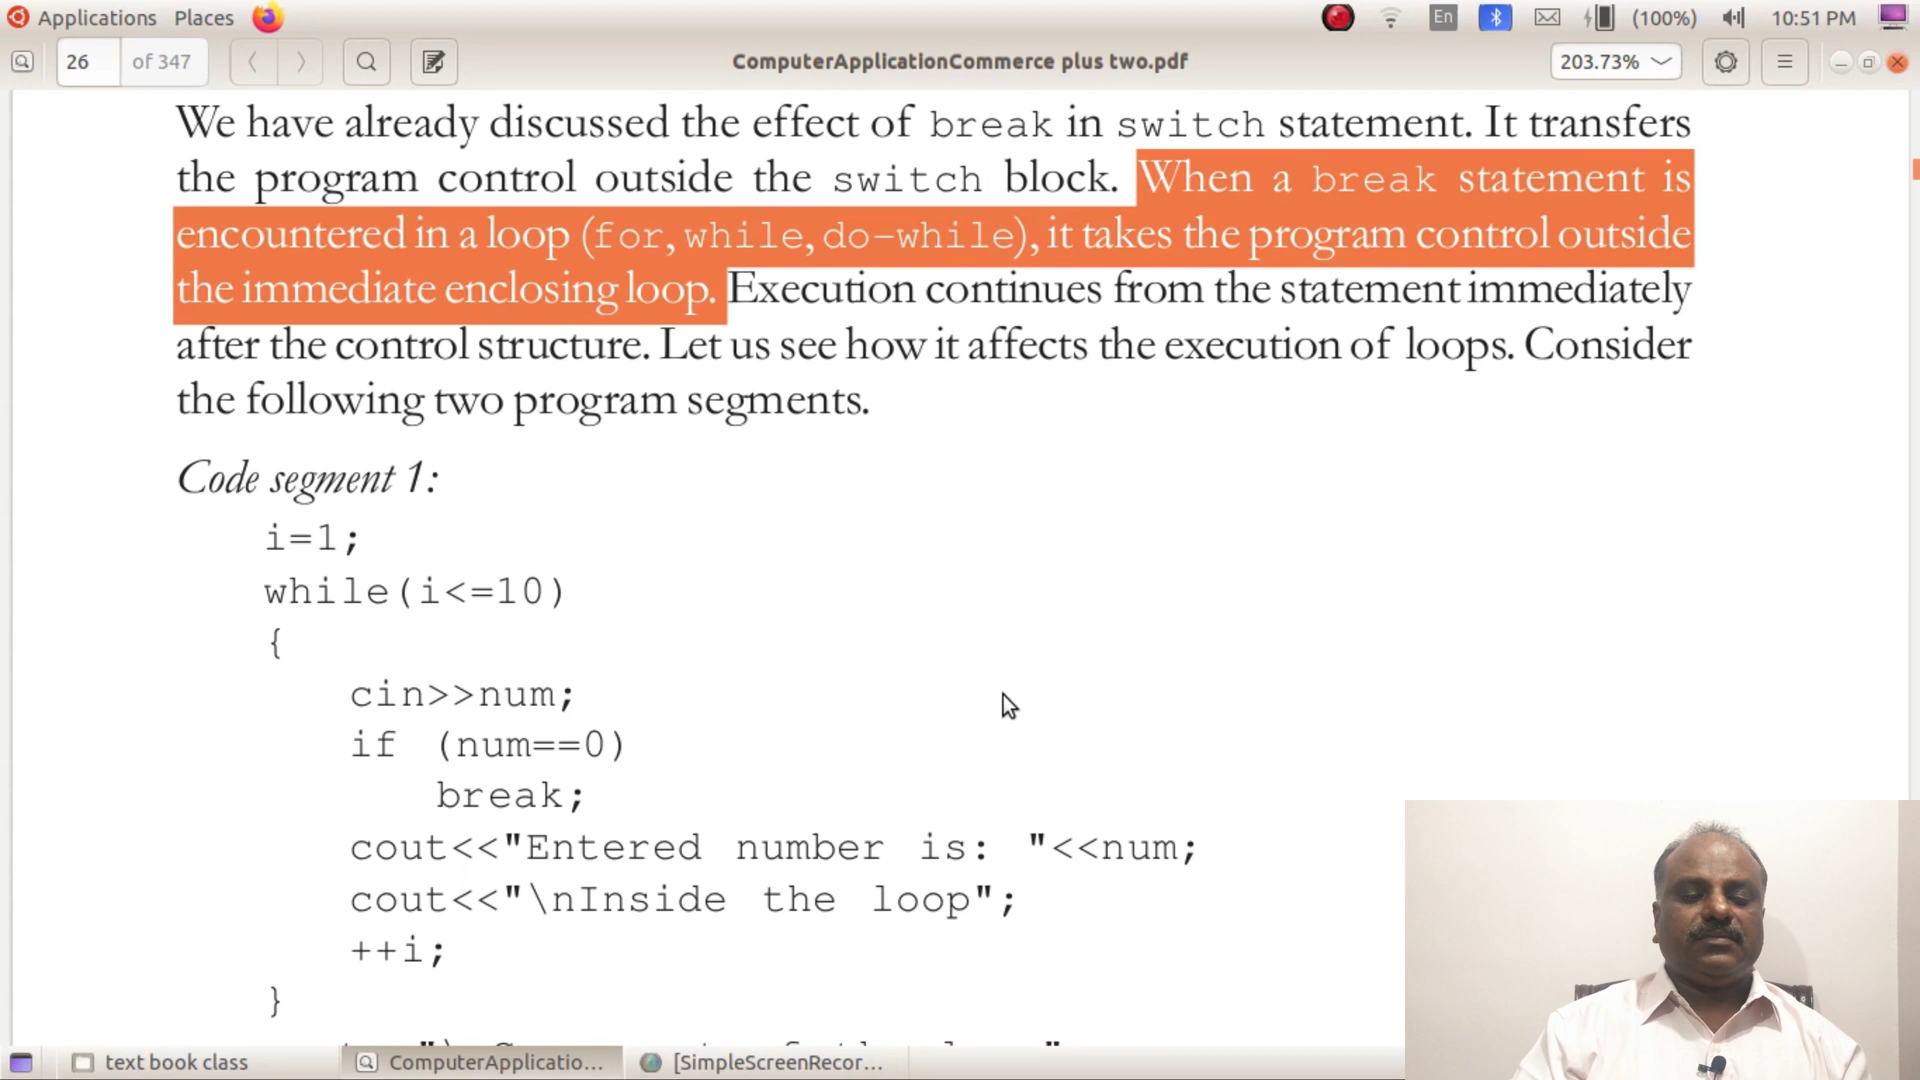 Applications Places En (100%) 10:51 PM
26 of 347 ComputerApplicationCommerce plus two.pdf 203.73%
We have already discussed the effect of break in switch statement. It transfers
the program control outside the switch block. When a break statement is
encountered in a loop (for, while, do-while), it takes the program control outside
the immediate enclosing loop. Execution continues from the statement immediately
after the control structure. Let us see how it affects the execution of loops. Consider
the following two program segments.
Code segment 1:
i=1;
while(i<=10)
{
cin>>num;
if (num==0)
break;
cout<<"Entered number is: "<<num;
cout<<"\nInside the loop";
++i;
}
text book class ComputerApplicatio... [SimpleScreenRecor...